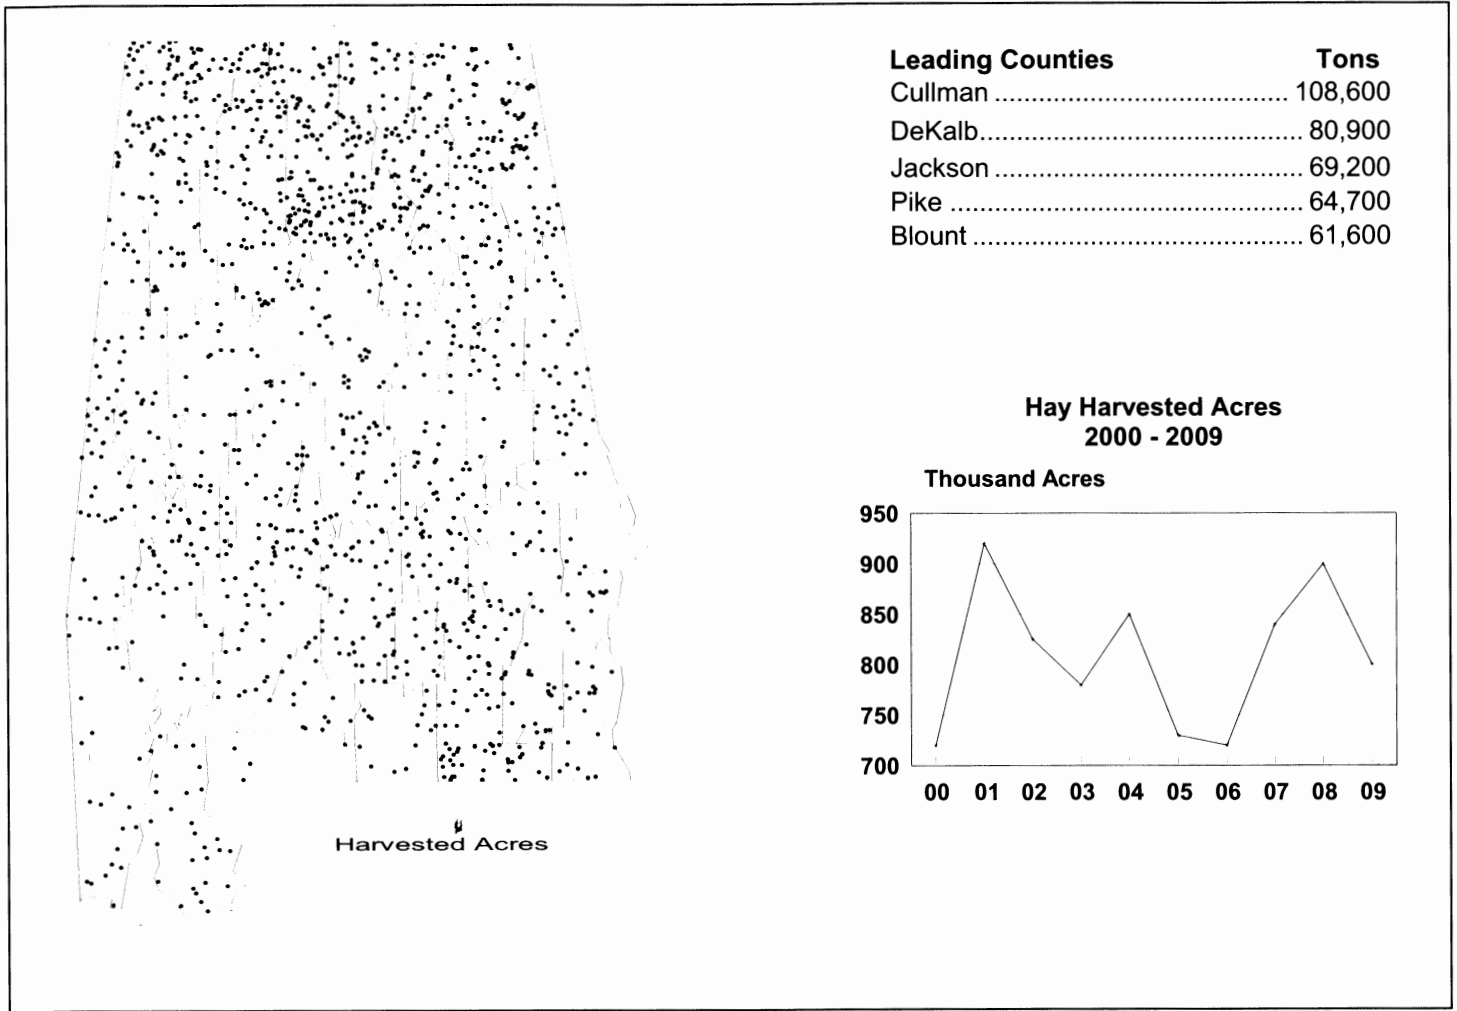 Leading Counties Tons
Cullman ........................................ 108,600
DeKalb............................................ 80,900
Jackson .......................................... 69,200
Pike ................................................ 64,700
Blount ............................................. 61,600
Hay Harvested Acres
2000 - 2009
Thousand Acres
950
900
850
800
750
700
00 01 02 03 04 05 06 07 08 09
Harvested Acres